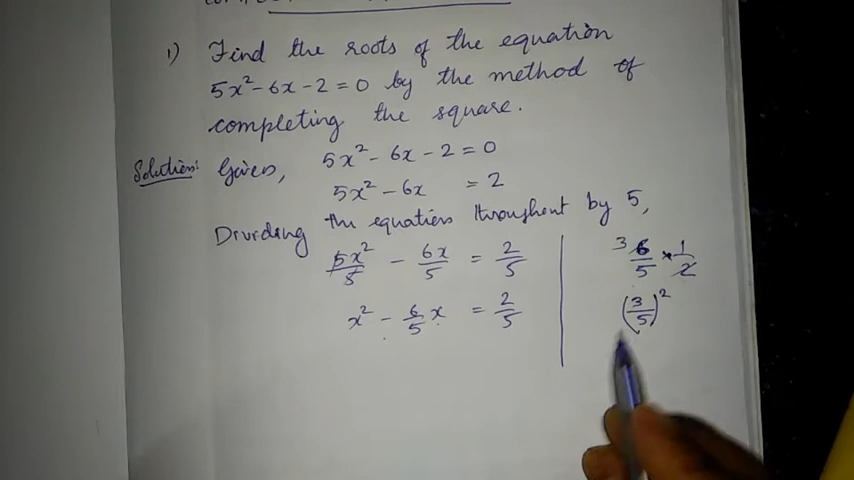 1) Find the roots of the equation
5x² - 6x - 2 = 0 by the method of
completing the square.
Solution: Given, 5x² - 6x - 2 = 0
5x² - 6x = 2
Dividing the equation throughout by 5,
5x²/5 - 6x/5 = 2/5
x² - 6/5 x = 2/5
3 6/5 × 1/2
(3/5)²